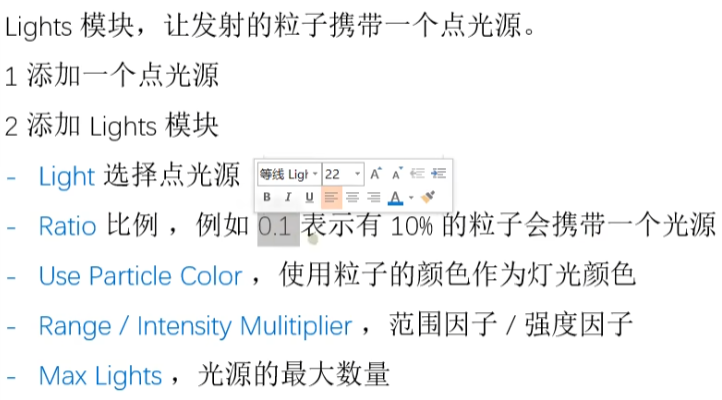 Lights 模块，让发射的粒子携带一个点光源。
1 添加一个点光源
2 添加 Lights 模块
- Light 选择点光源
等线 Ligh 22 A A
B I U A
- Ratio 比例 ，例如 0.1 表示有 10% 的粒子会携带一个光源
- Use Particle Color ，使用粒子的颜色作为灯光颜色
- Range / Intensity Mulitiplier ，范围因子 / 强度因子
- Max Lights ，光源的最大数量